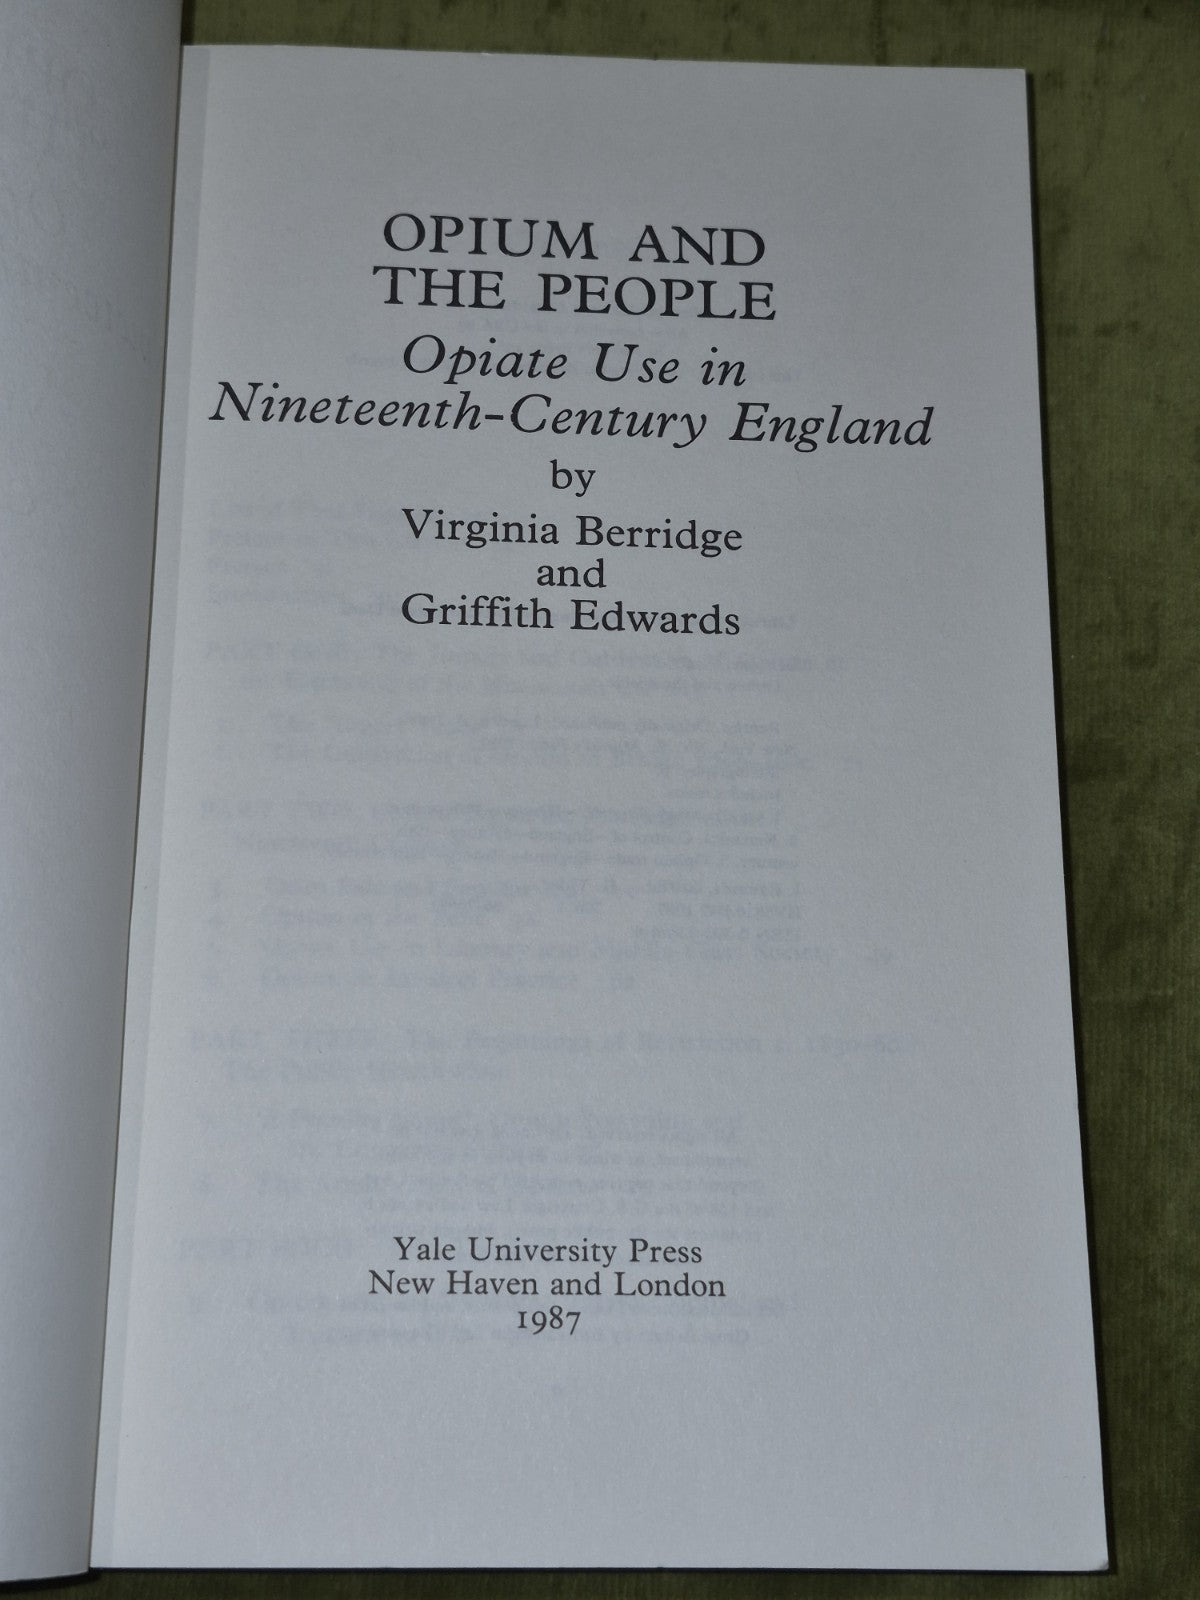 OPIUM AND
THE PEOPLE
Opiate Use in
Nineteenth-Century England
by
Virginia Berridge
and
Griffith Edwards
Yale University Press
New Haven and London
1987